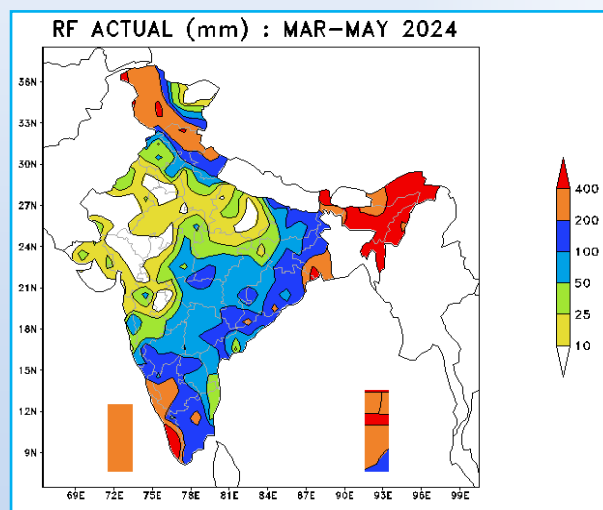 RF ACTUAL (mm) : MAR-MAY 2024
36N
33N
30N
27N
24N
21N
18N
15N
12N
9N
69E 72E 75E 78E 81E 84E 87E 90E 93E 96E 99E
400
200
100
50
25
10